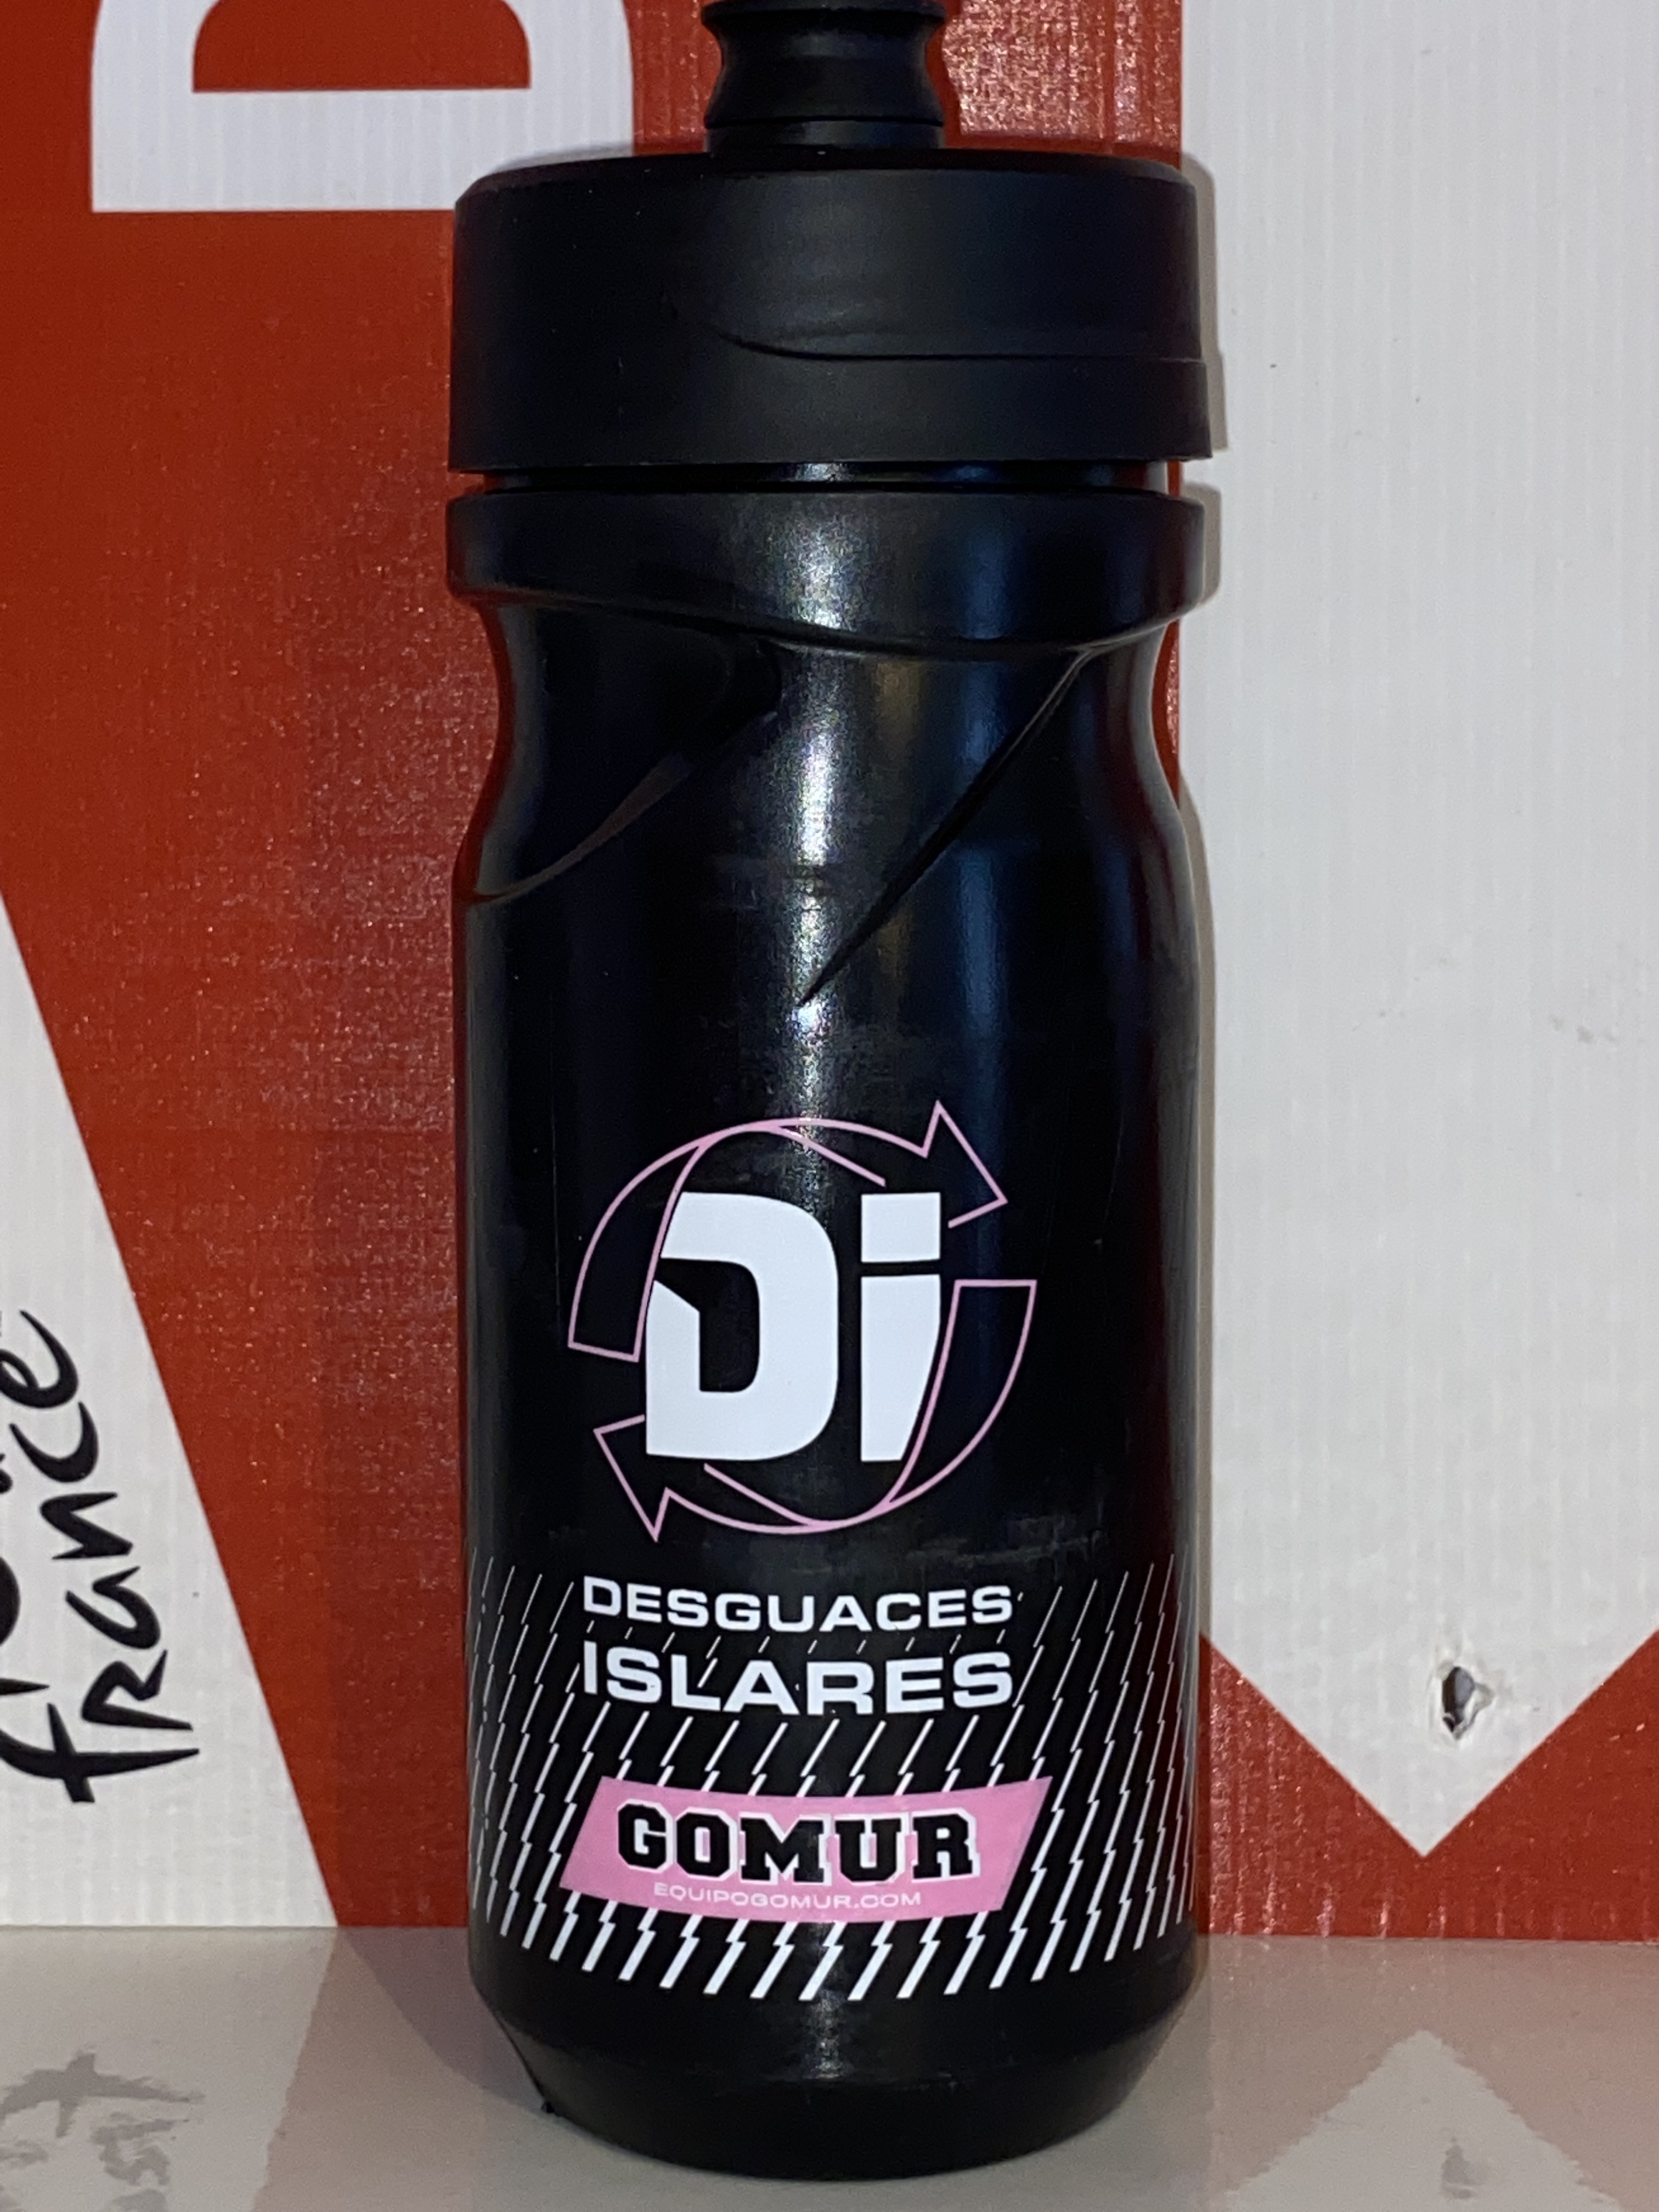 Di
DESGUACES
ISLARES
GOMUR
EQUIPOGOMUR.COM
france